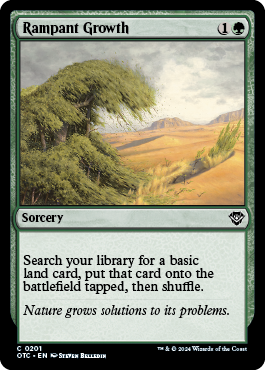 Rampant Growth 1
Sorcery
Search your library for a basic
land card, put that card onto the
battlefield tapped, then shuffle.
Nature grows solutions to its problems.
C 0201
OTC • EN Steven Belledin
™ & © 2024 Wizards of the Coast